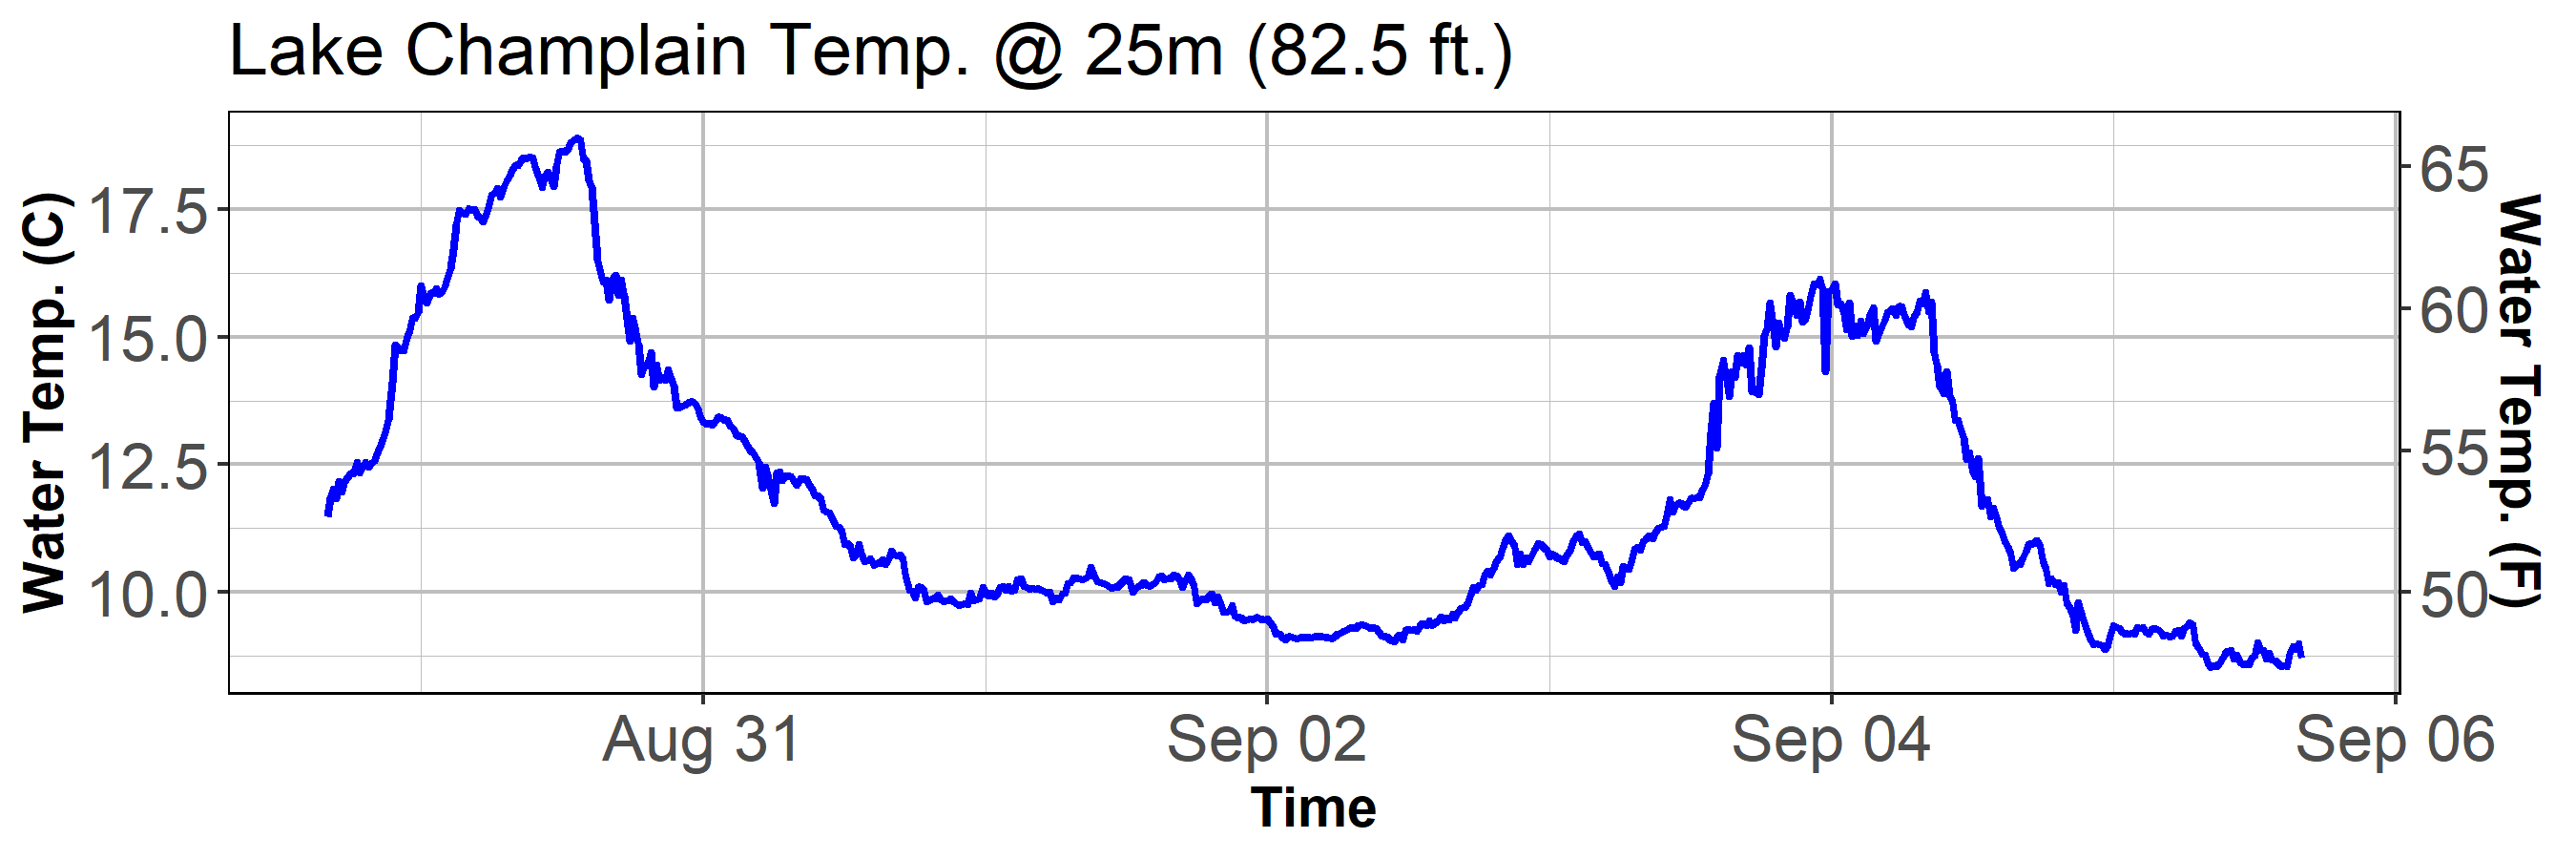 Lake Champlain Temp. @ 25m (82.5 ft.)
Water Temp. (C)
17.5
15.0
12.5
10.0
65
60
55
50
Water Temp. (F)
Aug 31
Sep 02
Sep 04
Sep 06
Time